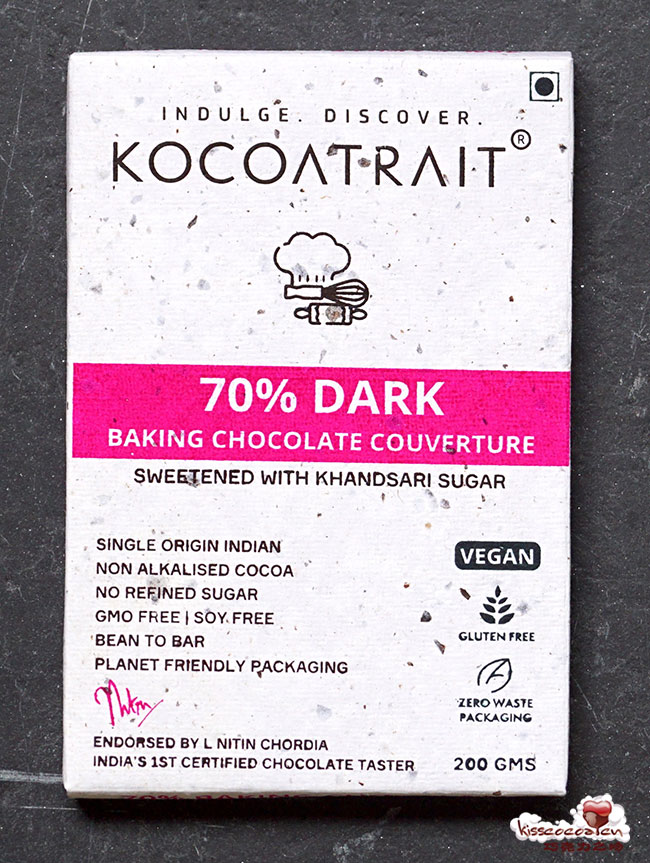 INDULGE. DISCOVER.
KOCOATRAIT®
70% DARK
BAKING CHOCOLATE COUVERTURE
SWEETENED WITH KHANDSARI SUGAR
SINGLE ORIGIN INDIAN
NON ALKALISED COCOA
NO REFINED SUGAR
GMO FREE | SOY FREE
BEAN TO BAR
PLANET FRIENDLY PACKAGING
VEGAN
GLUTEN FREE
ZERO WASTE
PACKAGING
ENDORSED BY L NITIN CHORDIA
INDIA'S 1ST CERTIFIED CHOCOLATE TASTER
200 GMS